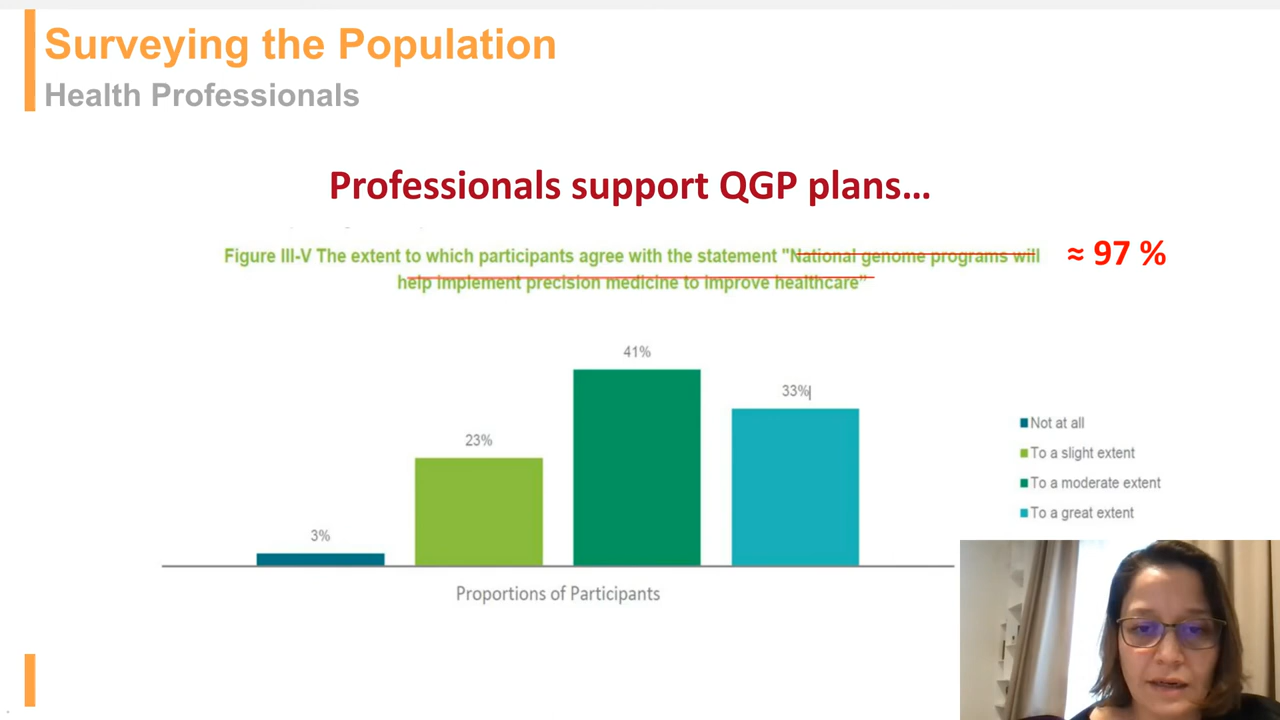 Surveying the Population
Health Professionals
Professionals support QGP plans...
Figure III-V The extent to which participants agree with the statement "National genome programs will
help implement precision medicine to improve healthcare"
≈ 97 %
41%
33%
23%
3%
Not at all
To a slight extent
To a moderate extent
To a great extent
Proportions of Participants